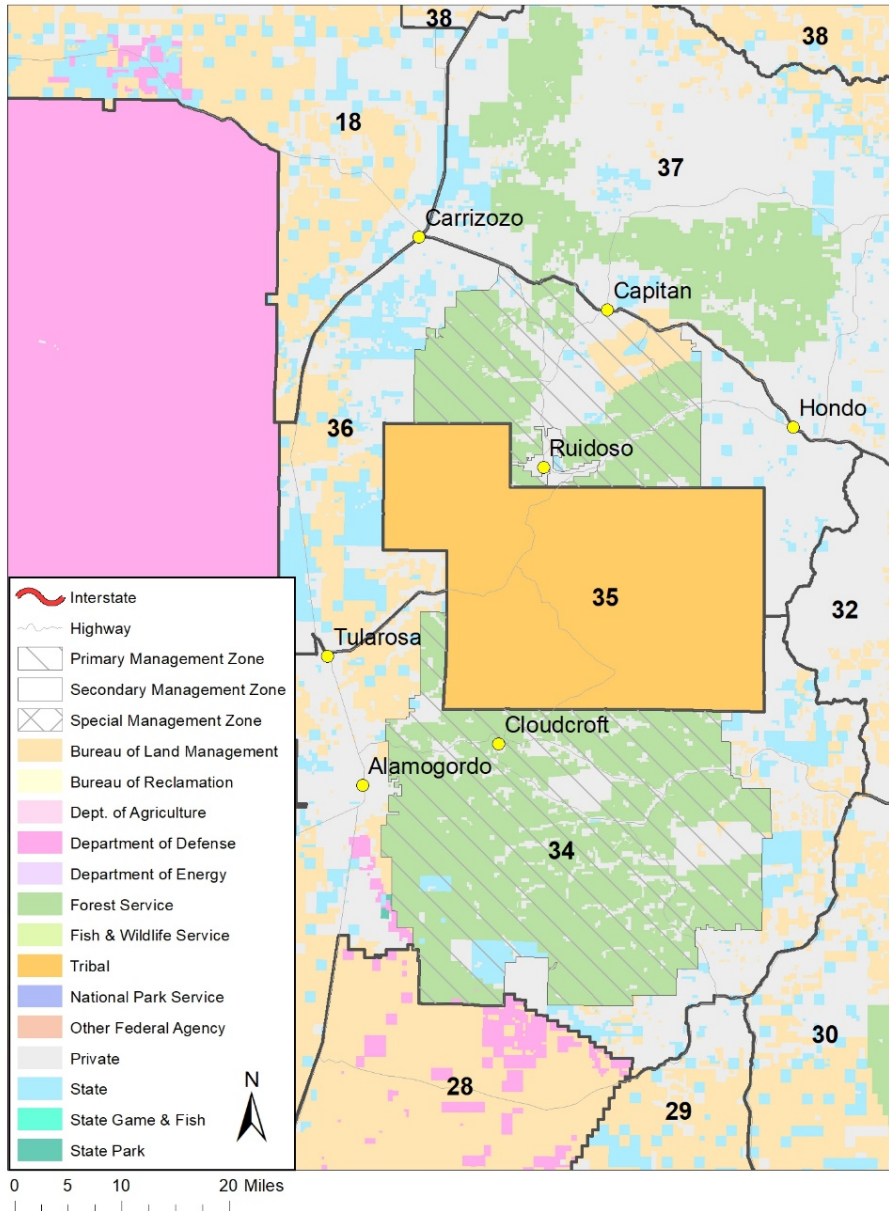 38
38
18
37
Carrizozo
Capitan
Hondo
36
Ruidoso
35
32
Tularosa
Cloudcroft
Alamogordo
34
30
28
29
Interstate
Highway
Primary Management Zone
Secondary Management Zone
Special Management Zone
Bureau of Land Management
Bureau of Reclamation
Dept. of Agriculture
Department of Defense
Department of Energy
Forest Service
Fish & Wildlife Service
Tribal
National Park Service
Other Federal Agency
Private
State
State Game & Fish
State Park
N
0 5 10 20 Miles